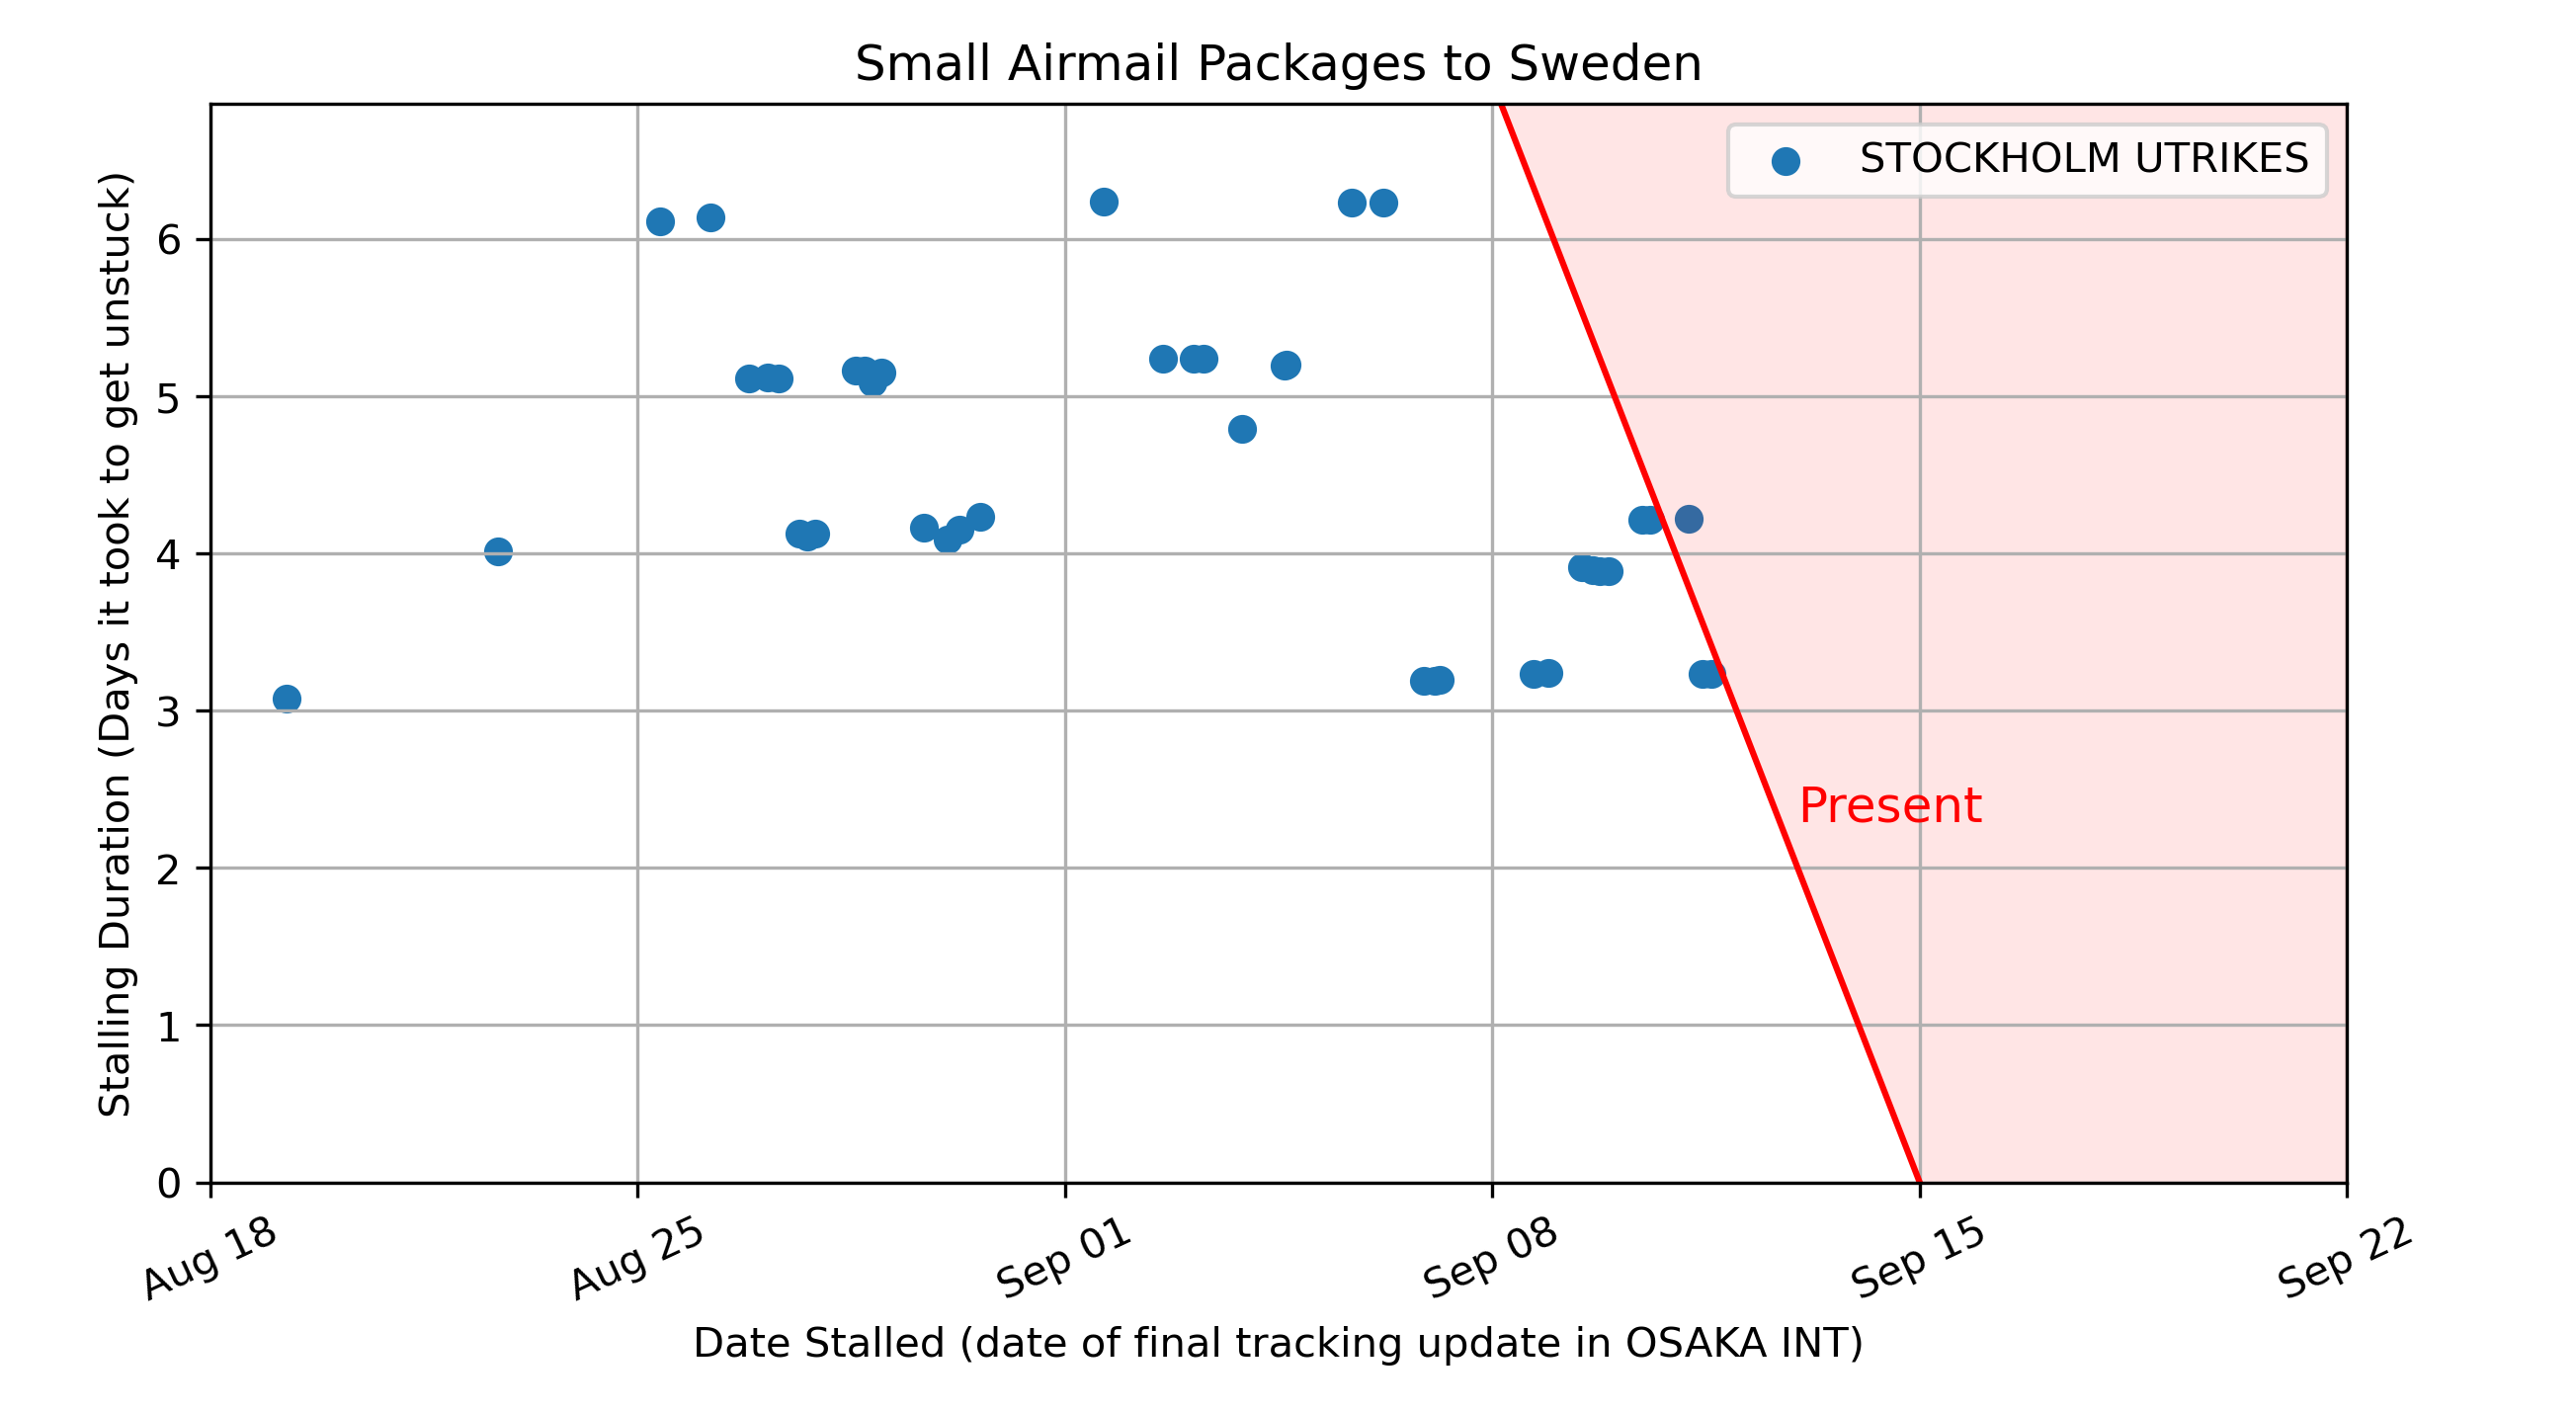 Small Airmail Packages to Sweden
STOCKHOLM UTRIKES
Stalling Duration (Days it took to get unstuck)
6
5
4
3
2
1
0
Present
Aug 18
Aug 25
Sep 01
Sep 08
Sep 15
Sep 22
Date Stalled (date of final tracking update in OSAKA INT)